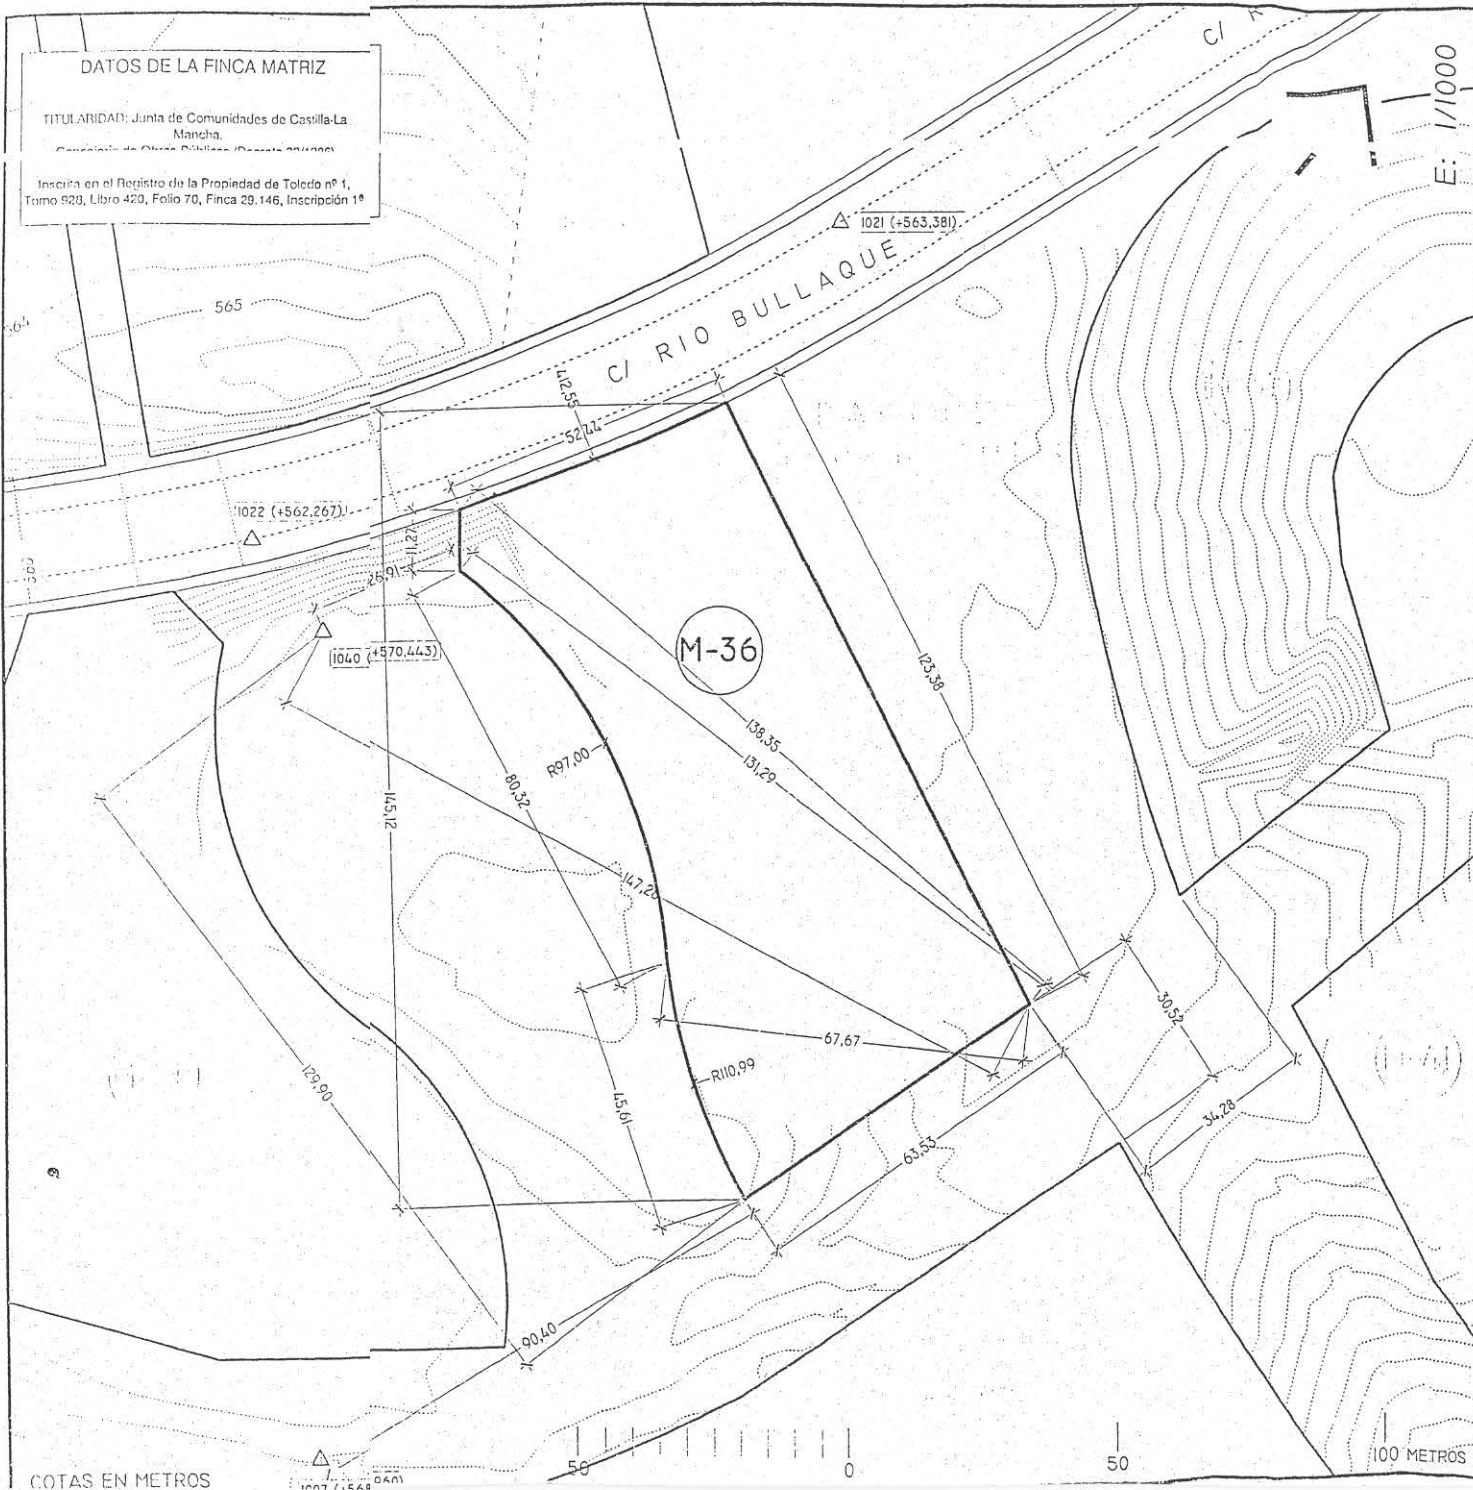 DATOS DE LA FINCA MATRIZ
TITULARIDAD: Junta de Comunidades de Castilla-La
Mancha.
Inscrita en el Registro de la Propiedad de Toledo nº 1,
Tomo 928, Libro 420, Folio 70, Finca 29.146, Inscripción 1ª
E: 1/1000
C/
1021 (+563,381)
C/ RIO BULLAQUE
565
412,55
52,44
1022 (+562,267)
11,27
26,91
1040 (+570,443)
M-36
123,38
138,35
131,29
R97,00
80,32
145,12
147,28
67,67
30,52
R110,99
129,90
45,61
34,28
63,53
90,40
50
0
50
100 METROS
COTAS EN METROS